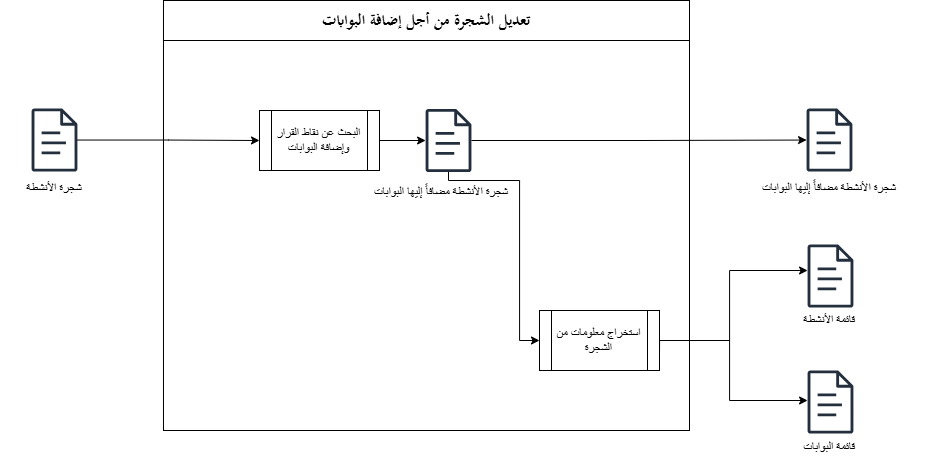 تعديل الشجرة من أجل إضافة البوابات
البحث عن نقاط القرار
وإضافة البوابات
شجرة الأنشطة
شجرة الأنشطة مضافاً إليها البوابات
شجرة الأنشطة مضافاً إليها البوابات
استخراج معلومات من
الشجرة
قائمة الأنشطة
قائمة البوابات